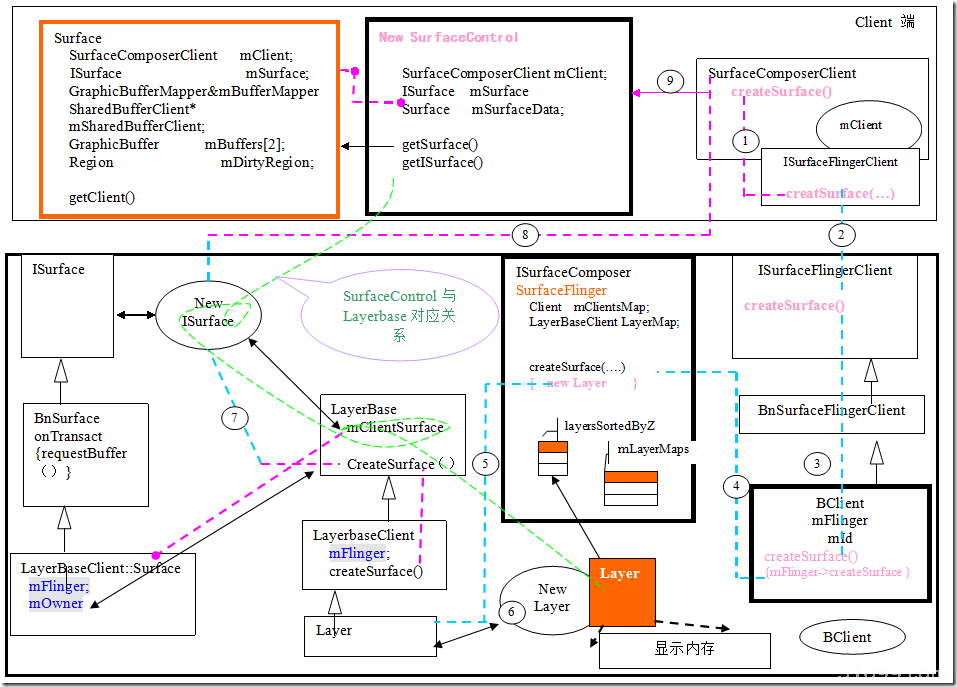 Client 端
Surface
SurfaceComposerClient mClient;
ISurface mSurface;
GraphicBufferMapper&mBufferMapper
SharedBufferClient*
mSharedBufferClient;
GraphicBuffer mBuffers[2];
Region mDirtyRegion;
getClient()
New SurfaceControl
SurfaceComposerClient mClient;
ISurface mSurface
Surface mSurfaceData;
getSurface()
getISurface()
9
SurfaceComposerClient
createSurface()
mClient
1
ISurfaceFlingerClient
creatSurface(…)
8
2
ISurface
New
ISurface
SurfaceControl 与
Layerbase 对应关
系
ISurfaceComposer
SurfaceFlinger
Client mClientsMap;
LayerBaseClient LayerMap;
createSurface(….)
{ new Layer }
layersSortedByZ
mLayerMaps
ISurfaceFlingerClient
createSurface()
BnSurfaceFlingerClient
BnSurface
onTransact
{requestBuffer
（）}
7
LayerBase
mClientSurface
CreateSurface（）
5
3
4
BClient
mFlinger
mId
createSurface()
{mFlinger->createSurface }
LayerBaseClient::Surface
mFlinger;
mOwner
LayerbaseClient
mFlinger;
createSurface()
Layer
New
Layer
6
Layer
显示内存
BClient